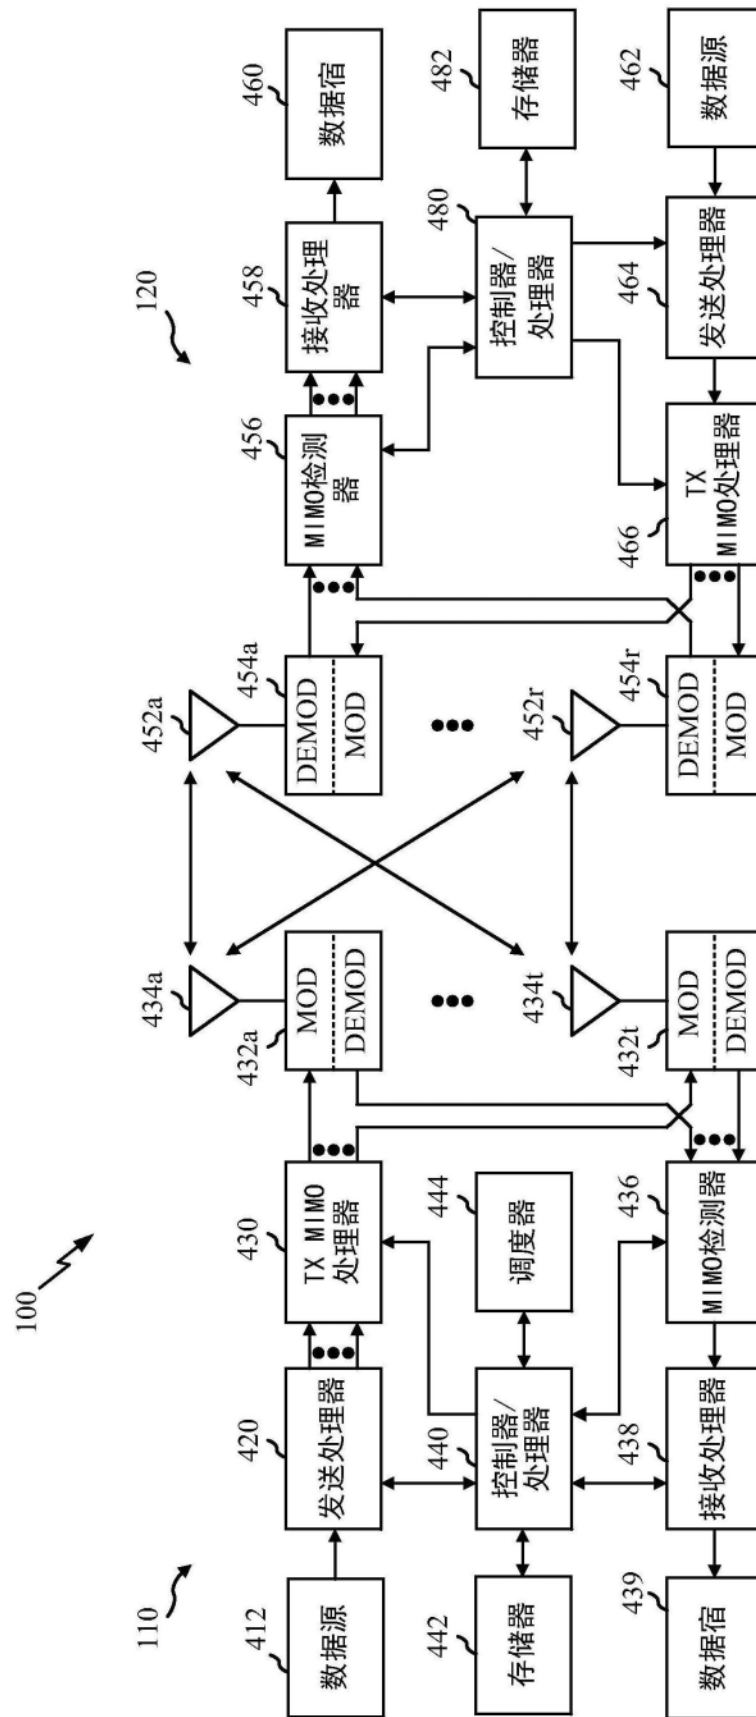 100
110
120
412
数据源
420
发送处理器
430
TX MIMO
处理器
432a
MOD
DEMOD
434a
452a
454a
DEMOD
MOD
456
MIMO检测
器
458
接收处理
器
460
数据宿
442
存储器
440
控制器/
处理器
444
调度器
434t
452r
480
控制器/
处理器
482
存储器
439
数据宿
438
接收处理器
436
MIMO检测器
432t
MOD
DEMOD
454r
DEMOD
MOD
466
TX
MIMO处理器
464
发送处理器
462
数据源